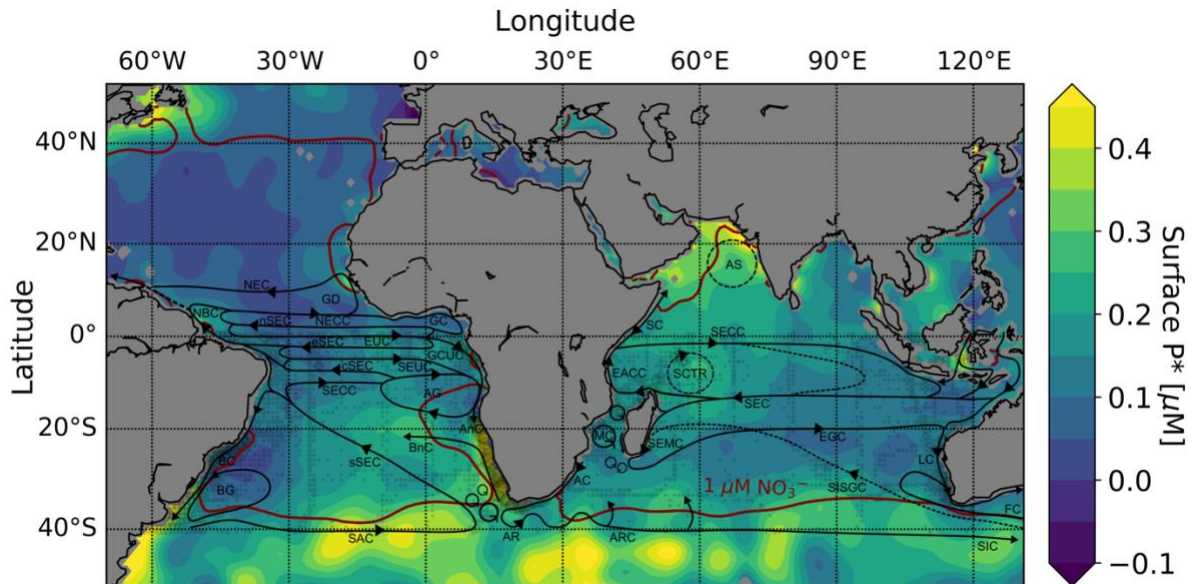 Longitude
60°W 30°W 0° 30°E 60°E 90°E 120°E
40°N
20°N
0°
20°S
40°S
Latitude
0.4
0.3
0.2
0.1
0.0
−0.1
Surface P* [μM]
AS
NEC
GD
NBC
nSEC
NECC
GC
SC
SECC
eSEC
EUC
GCUC
cSEC
SEUC
EACC
SCTR
SECC
AG
SEC
AnC
MC
SEMC
EGC
BC
BnC
sSEC
LC
BG
AC
SISGC
1 μM NO₃⁻
FC
SAC
AR
ARC
SIC